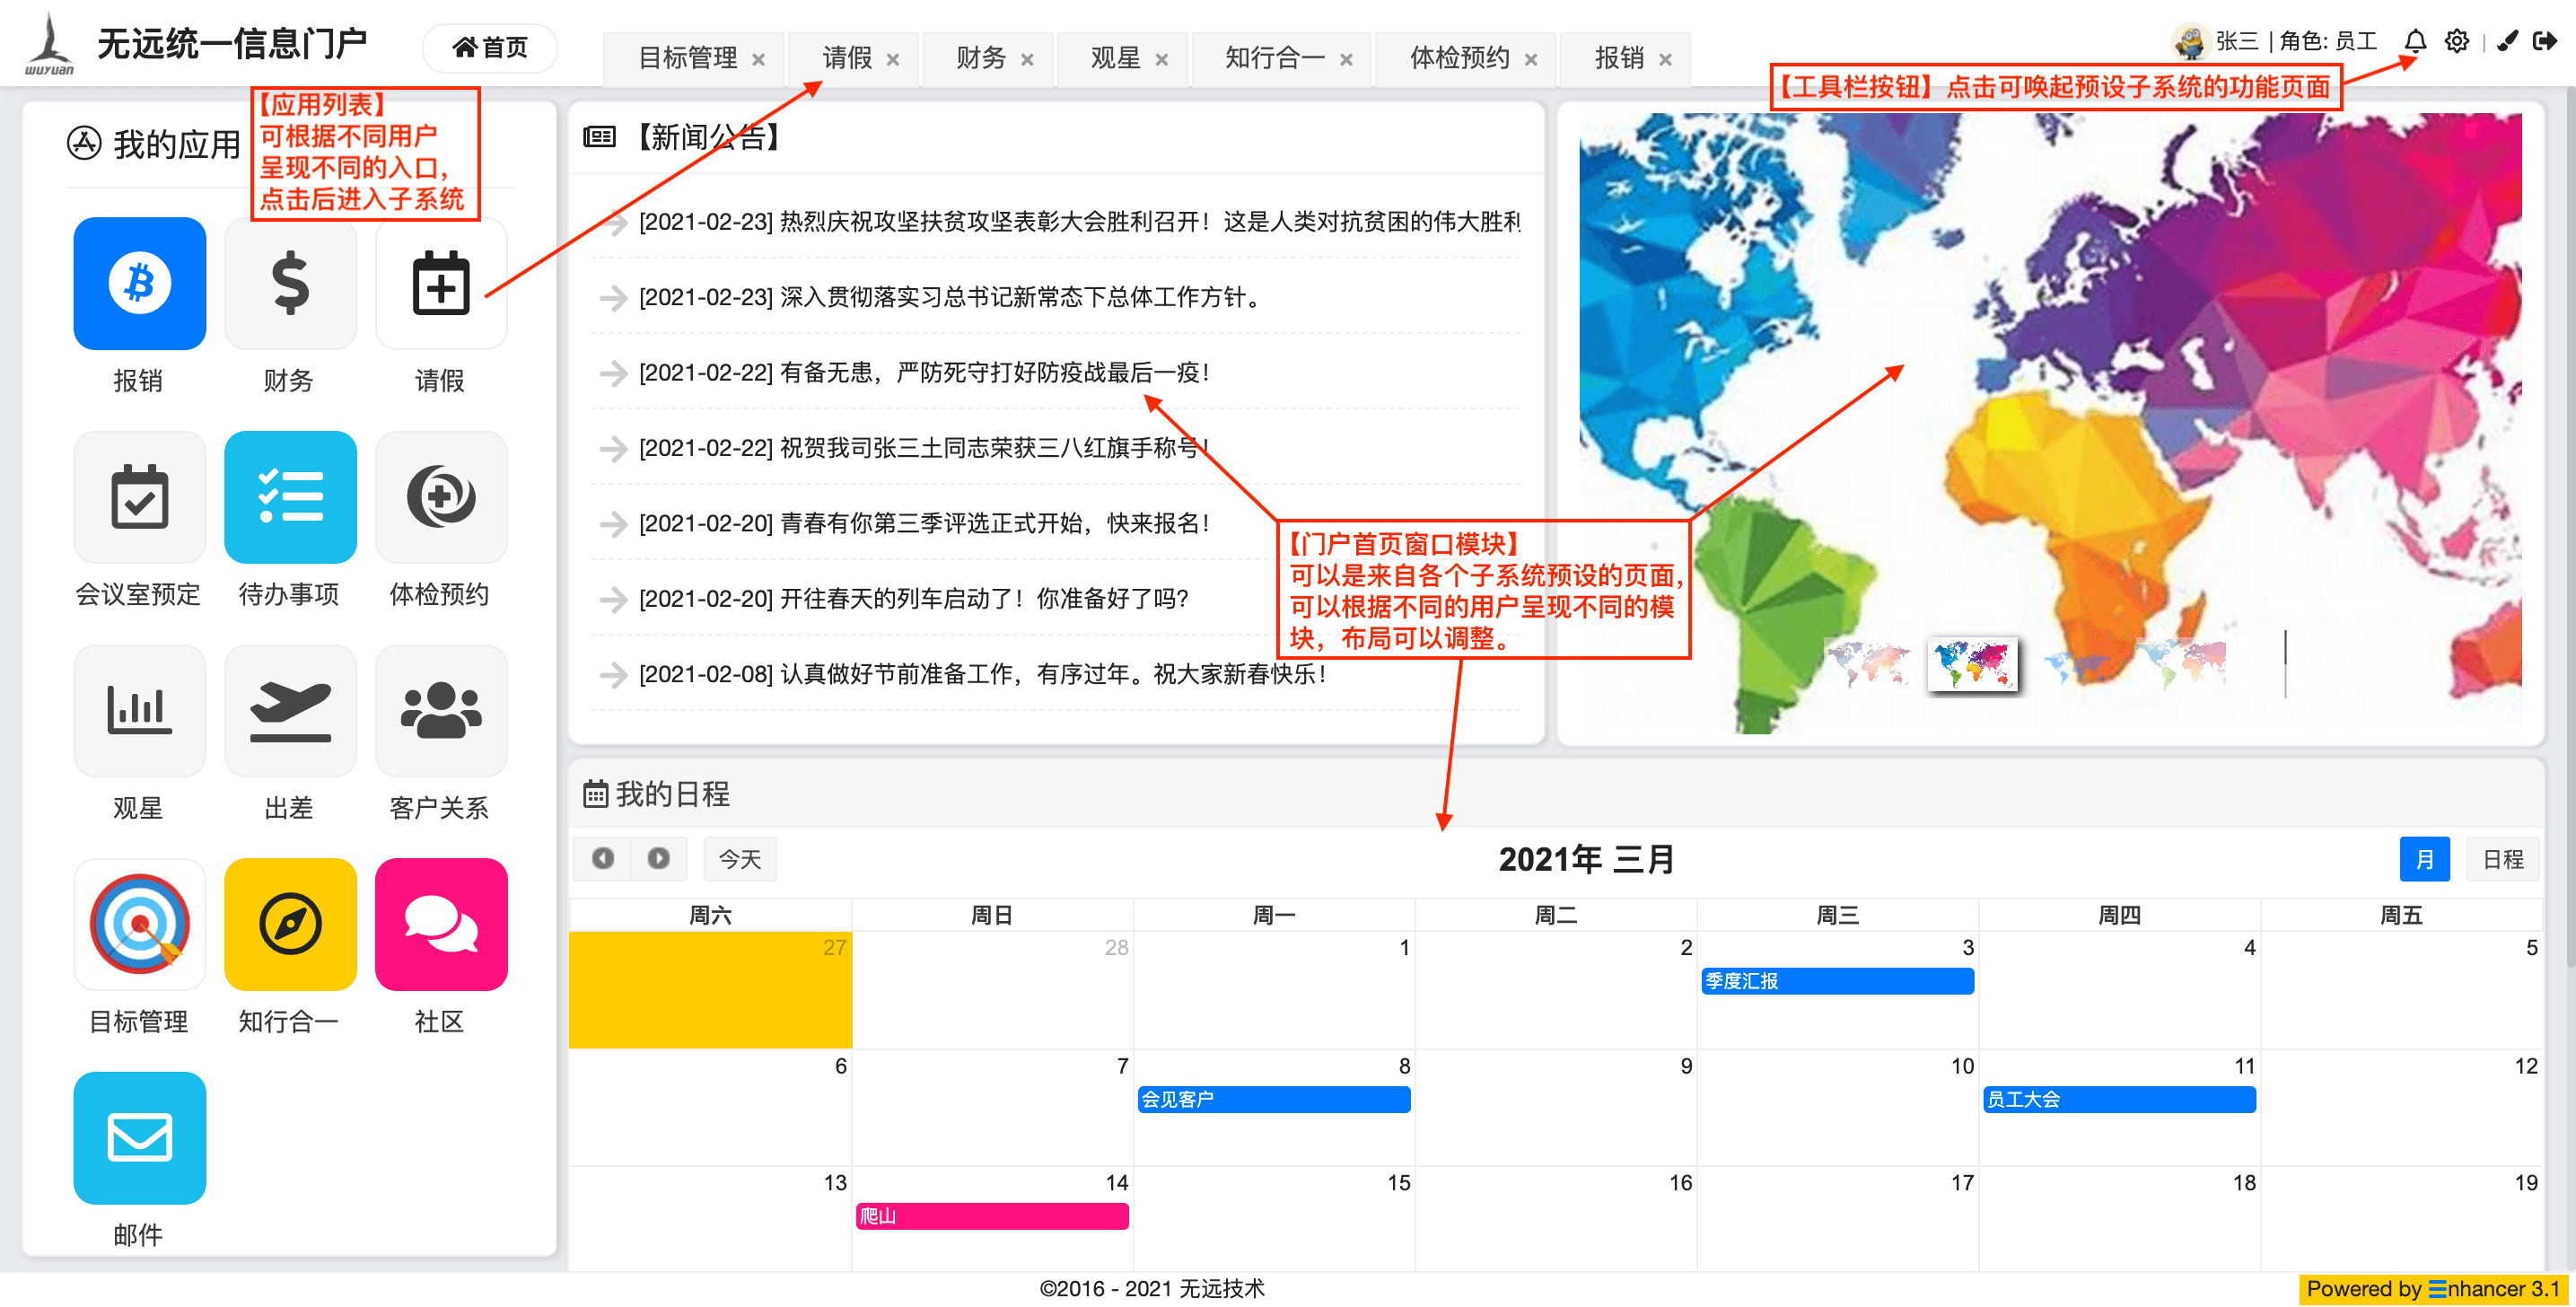 WUYUAN
无远统一信息门户
首页
目标管理 ×
请假 ×
财务 ×
观星 ×
知行合一 ×
体检预约 ×
报销 ×
张三 | 角色: 员工
【工具栏按钮】点击可唤起预设子系统的功能页面
我的应用
【应用列表】
可根据不同用户
呈现不同的入口，
点击后进入子系统
报销
财务
请假
会议室预定
待办事项
体检预约
观星
出差
客户关系
目标管理
知行合一
社区
邮件
【新闻公告】
[2021-02-23] 热烈庆祝攻坚扶贫攻坚表彰大会胜利召开！这是人类对抗贫困的伟大胜利
[2021-02-23] 深入贯彻落实习总书记新常态下总体工作方针。
[2021-02-22] 有备无患，严防死守打好防疫战最后一疫！
[2021-02-22] 祝贺我司张三土同志荣获三八红旗手称号！
[2021-02-20] 青春有你第三季评选正式开始，快来报名！
[2021-02-20] 开往春天的列车启动了！你准备好了吗？
[2021-02-08] 认真做好节前准备工作，有序过年。祝大家新春快乐！
【门户首页窗口模块】
可以是来自各个子系统预设的页面，
可以根据不同的用户呈现不同的模
块，布局可以调整。
我的日程
今天
2021年 三月
月
日程
周六 周日 周一 周二 周三 周四 周五
27 28 1 2 3 4 5
季度汇报
6 7 8 9 10 11 12
会见客户
员工大会
13 14 15 16 17 18 19
爬山
©2016 - 2021 无远技术
Powered by Enhancer 3.1